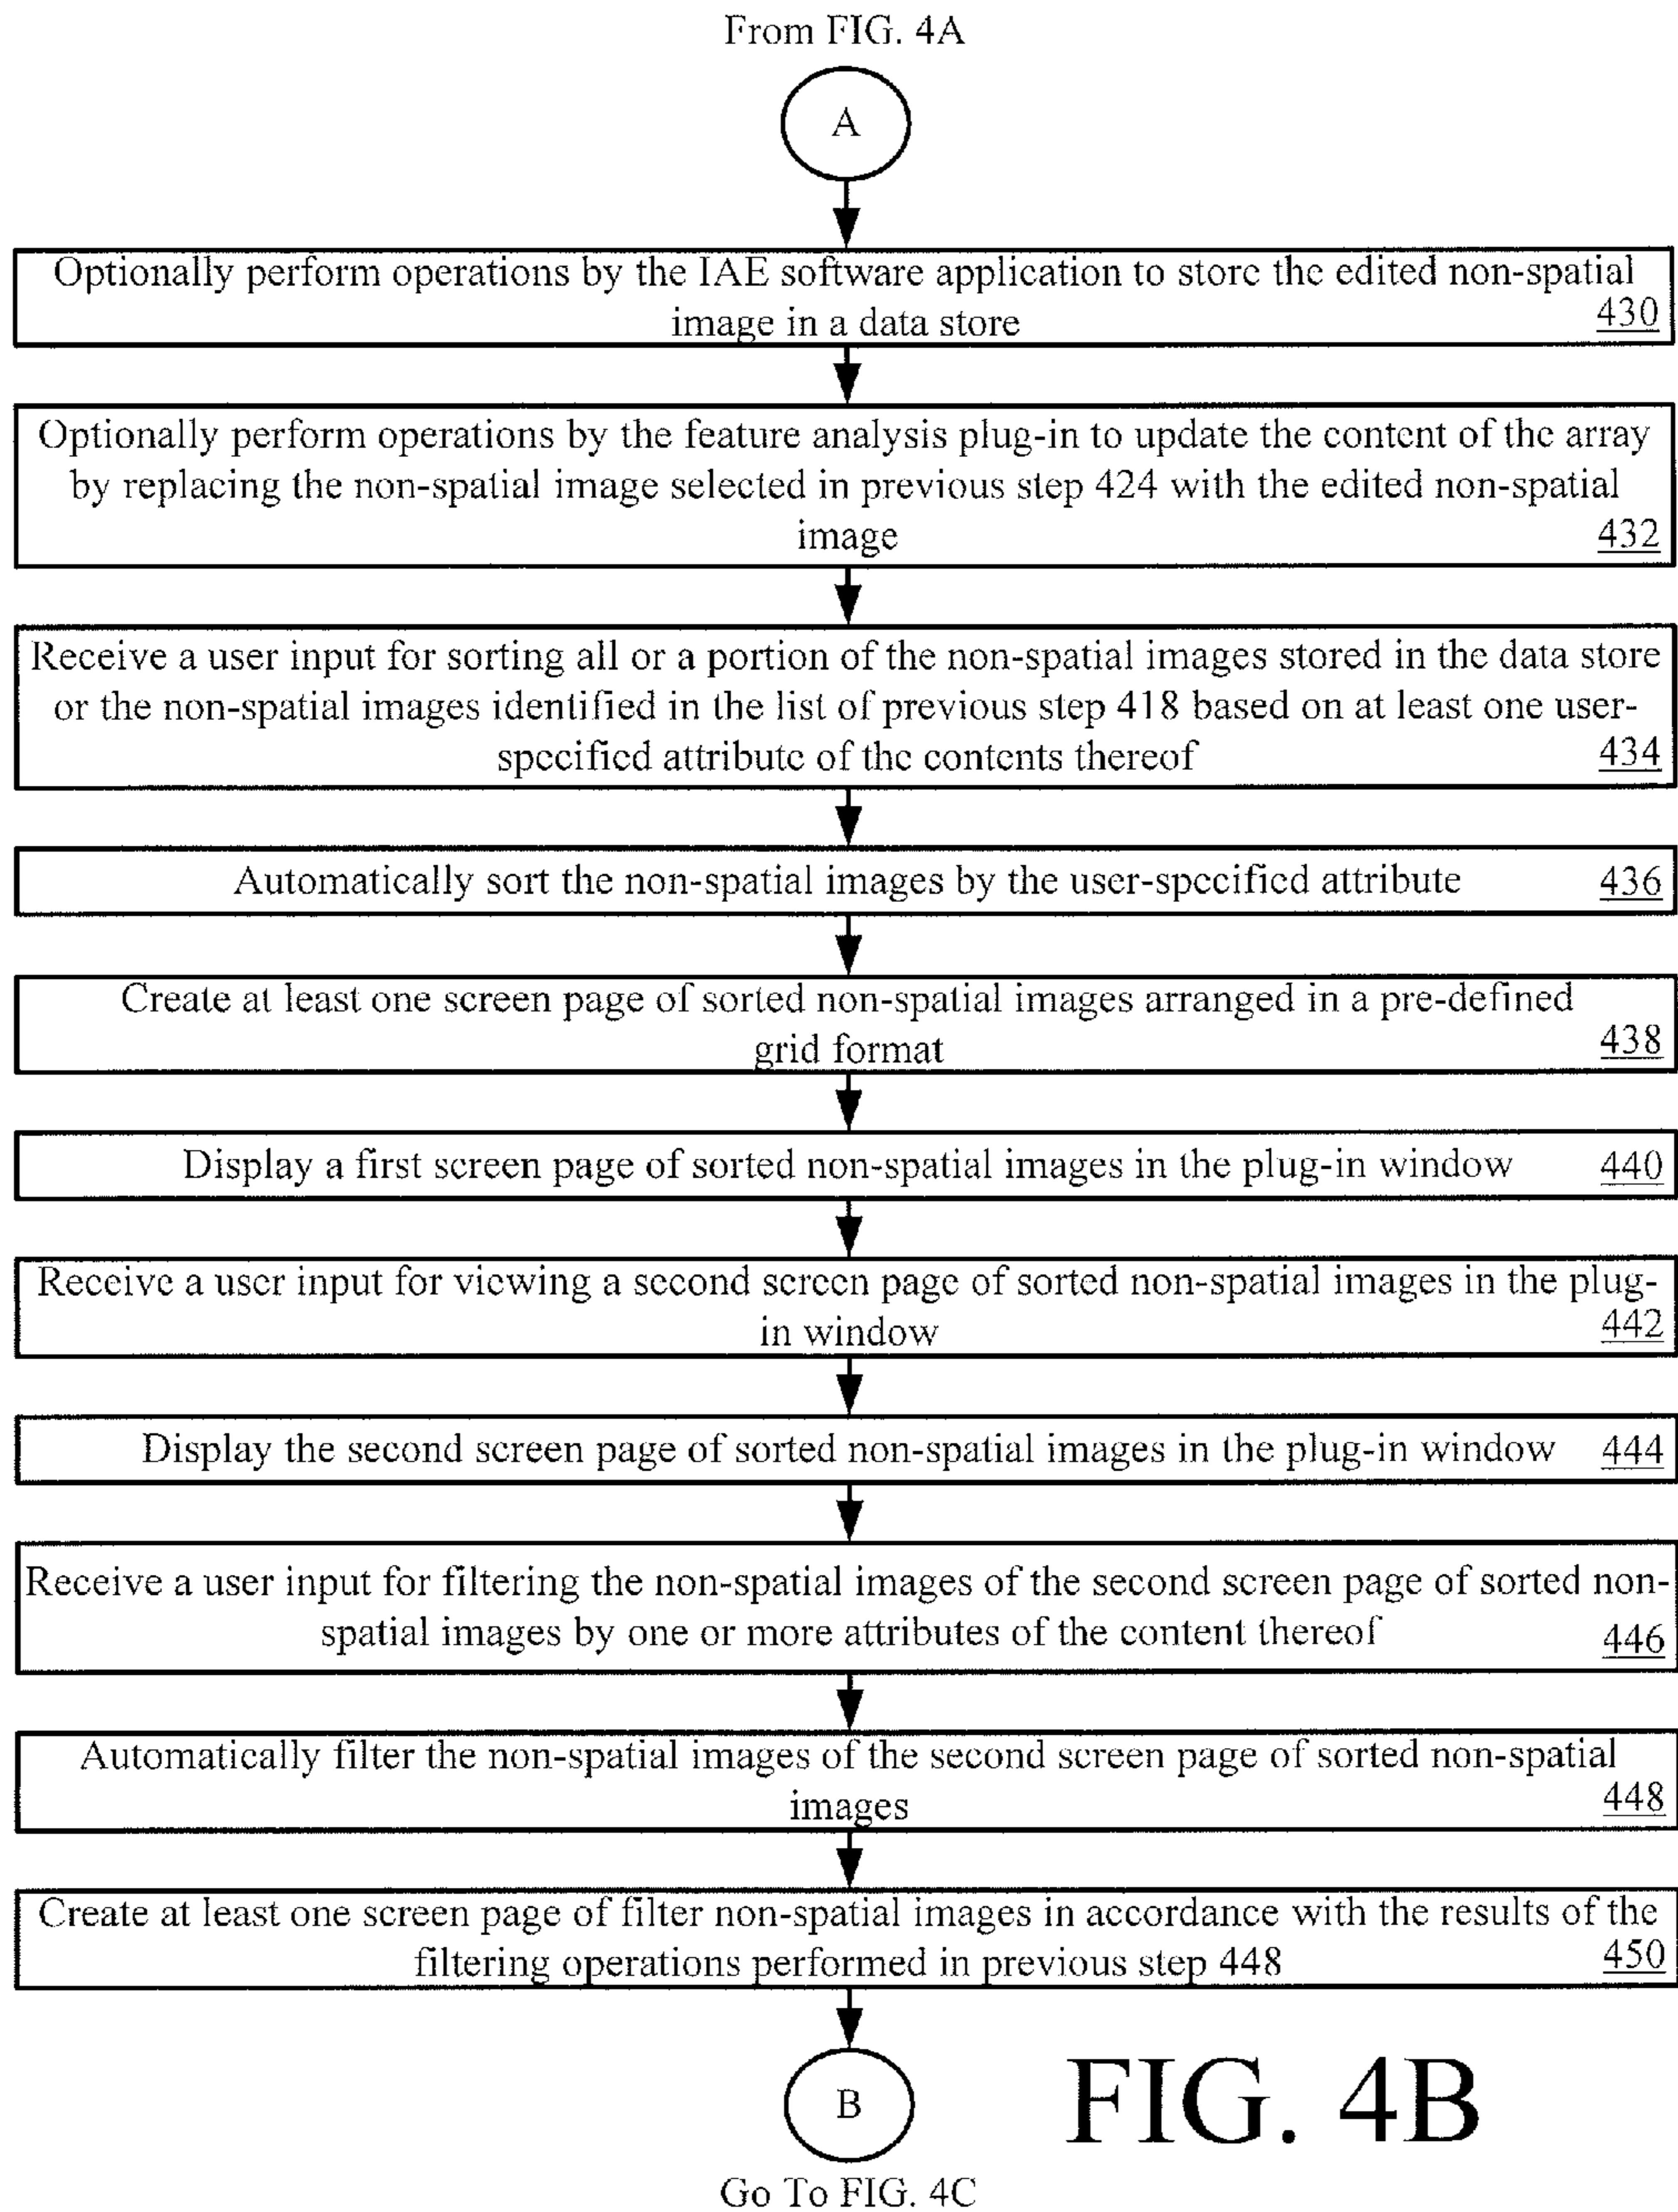 From FIG. 4A
A
Optionally perform operations by the IAE software application to store the edited non-spatial
image in a data store
430
Optionally perform operations by the feature analysis plug-in to update the content of the array
by replacing the non-spatial image selected in previous step 424 with the edited non-spatial
image
432
Receive a user input for sorting all or a portion of the non-spatial images stored in the data store
or the non-spatial images identified in the list of previous step 418 based on at least one user-
specified attribute of the contents thereof
434
Automatically sort the non-spatial images by the user-specified attribute 436
Create at least one screen page of sorted non-spatial images arranged in a pre-defined
grid format
438
Display a first screen page of sorted non-spatial images in the plug-in window 440
Receive a user input for viewing a second screen page of sorted non-spatial images in the plug-
in window
442
Display the second screen page of sorted non-spatial images in the plug-in window 444
Receive a user input for filtering the non-spatial images of the second screen page of sorted non-
spatial images by one or more attributes of the content thereof
446
Automatically filter the non-spatial images of the second screen page of sorted non-spatial
images
448
Create at least one screen page of filter non-spatial images in accordance with the results of the
filtering operations performed in previous step 448
450
B
FIG. 4B
Go To FIG. 4C